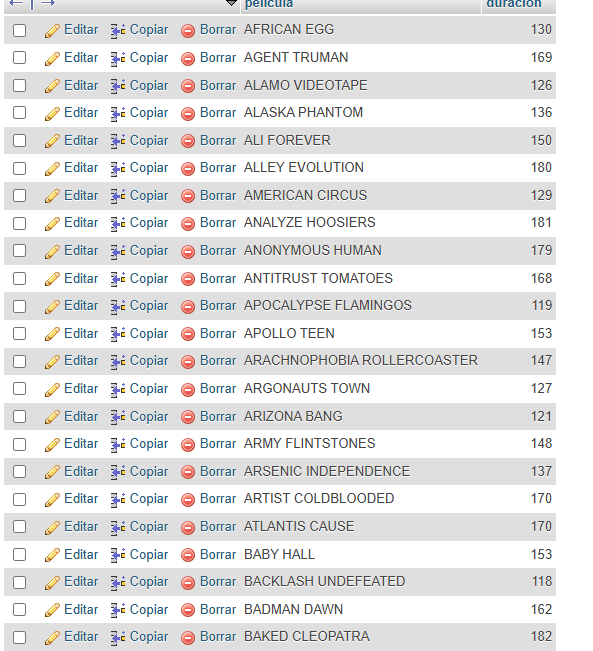 película duración
Editar Copiar Borrar AFRICAN EGG 130
Editar Copiar Borrar AGENT TRUMAN 169
Editar Copiar Borrar ALAMO VIDEOTAPE 126
Editar Copiar Borrar ALASKA PHANTOM 136
Editar Copiar Borrar ALI FOREVER 150
Editar Copiar Borrar ALLEY EVOLUTION 180
Editar Copiar Borrar AMERICAN CIRCUS 129
Editar Copiar Borrar ANALYZE HOOSIERS 181
Editar Copiar Borrar ANONYMOUS HUMAN 179
Editar Copiar Borrar ANTITRUST TOMATOES 168
Editar Copiar Borrar APOCALYPSE FLAMINGOS 119
Editar Copiar Borrar APOLLO TEEN 153
Editar Copiar Borrar ARACHNOPHOBIA ROLLERCOASTER 147
Editar Copiar Borrar ARGONAUTS TOWN 127
Editar Copiar Borrar ARIZONA BANG 121
Editar Copiar Borrar ARMY FLINTSTONES 148
Editar Copiar Borrar ARSENIC INDEPENDENCE 137
Editar Copiar Borrar ARTIST COLDBLOODED 170
Editar Copiar Borrar ATLANTIS CAUSE 170
Editar Copiar Borrar BABY HALL 153
Editar Copiar Borrar BACKLASH UNDEFEATED 118
Editar Copiar Borrar BADMAN DAWN 162
Editar Copiar Borrar BAKED CLEOPATRA 182